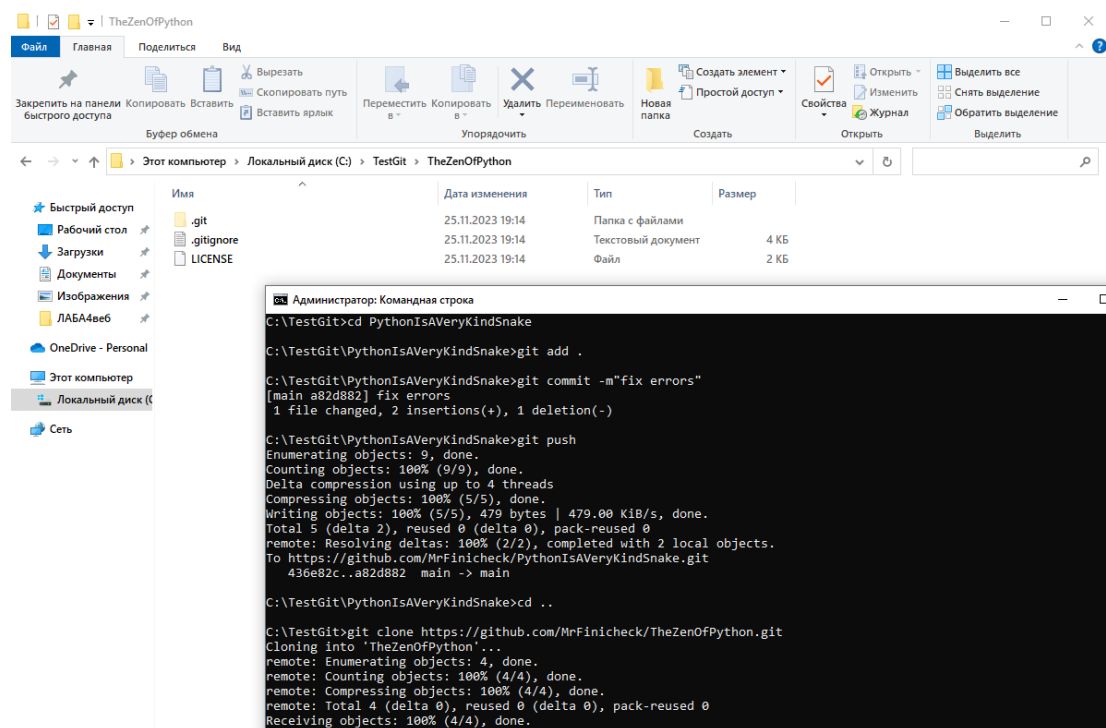 TheZenOfPython
Файл Главная Поделиться Вид
Закрепить на панели быстрого доступа
Копировать
Вставить
Вырезать
Скопировать путь
Вставить ярлык
Буфер обмена
Переместить в
Копировать в
Удалить
Переименовать
Упорядочить
Новая папка
Создать элемент
Простой доступ
Создать
Свойства
Открыть
Изменить
Журнал
Открыть
Выделить все
Снять выделение
Обратить выделение
Выделить
Этот компьютер > Локальный диск (C:) > TestGit > TheZenOfPython
Имя Дата изменения Тип Размер
.git 25.11.2023 19:14 Папка с файлами
.gitignore 25.11.2023 19:14 Текстовый документ 4 КБ
LICENSE 25.11.2023 19:14 Файл 2 КБ
Быстрый доступ
Рабочий стол
Загрузки
Документы
Изображения
ЛАБА4веб
OneDrive - Personal
Этот компьютер
Локальный диск (C
Сеть
Администратор: Командная строка
C:\TestGit>cd PythonIsAVeryKindSnake
C:\TestGit\PythonIsAVeryKindSnake>git add .
C:\TestGit\PythonIsAVeryKindSnake>git commit -m"fix errors"
[main a82d882] fix errors
1 file changed, 2 insertions(+), 1 deletion(-)
C:\TestGit\PythonIsAVeryKindSnake>git push
Enumerating objects: 9, done.
Counting objects: 100% (9/9), done.
Delta compression using up to 4 threads
Compressing objects: 100% (5/5), done.
Writing objects: 100% (5/5), 479 bytes | 479.00 KiB/s, done.
Total 5 (delta 2), reused 0 (delta 0), pack-reused 0
remote: Resolving deltas: 100% (2/2), completed with 2 local objects.
To https://github.com/MrFinicheck/PythonIsAVeryKindSnake.git
436e82c..a82d882  main -> main
C:\TestGit\PythonIsAVeryKindSnake>cd ..
C:\TestGit>git clone https://github.com/MrFinicheck/TheZenOfPython.git
Cloning into 'TheZenOfPython'...
remote: Enumerating objects: 4, done.
remote: Counting objects: 100% (4/4), done.
remote: Compressing objects: 100% (4/4), done.
remote: Total 4 (delta 0), reused 0 (delta 0), pack-reused 0
Receiving objects: 100% (4/4), done.